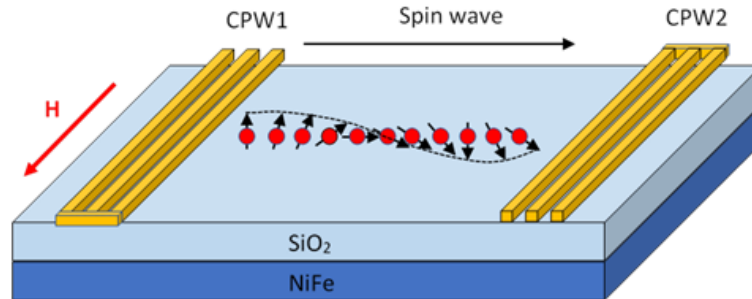 CPW1
Spin wave
CPW2
H
SiO₂
NiFe